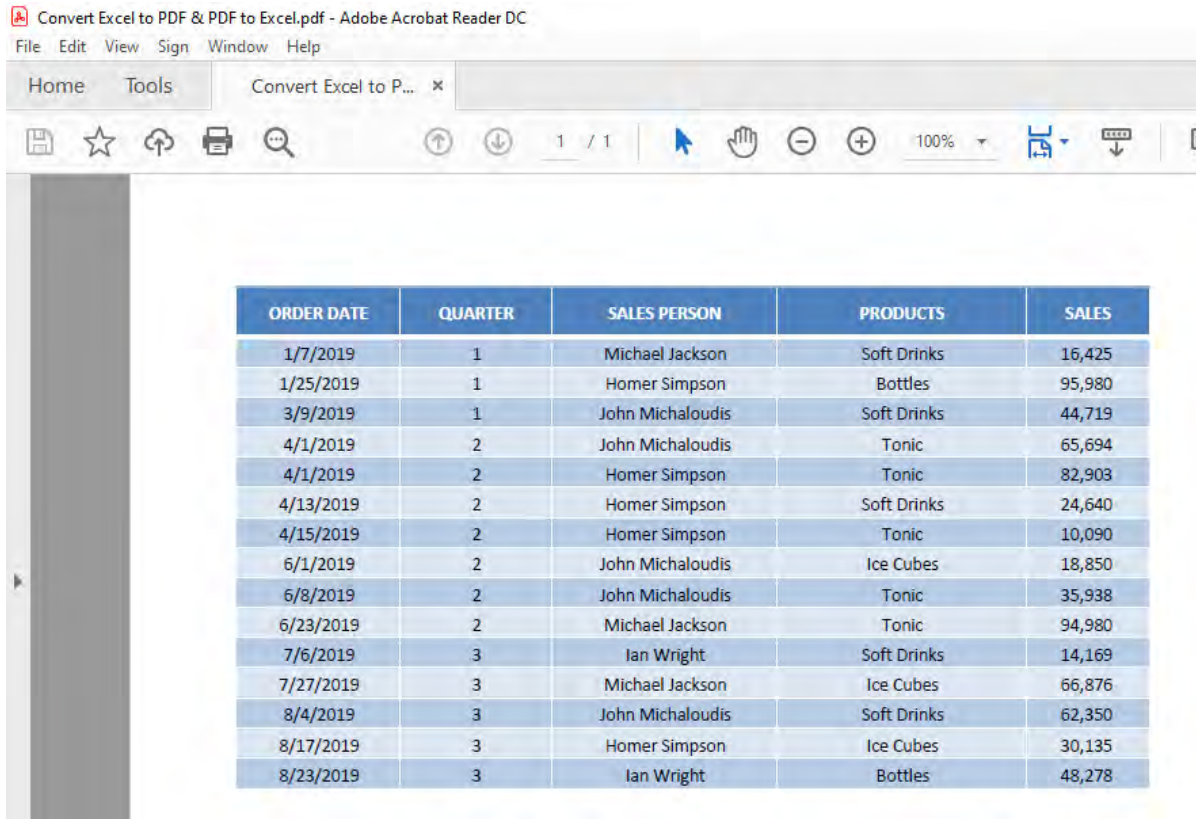 Convert Excel to PDF & PDF to Excel.pdf - Adobe Acrobat Reader DC
File Edit View Sign Window Help
Home Tools Convert Excel to P... ×
1 / 1 100%
ORDER DATE QUARTER SALES PERSON PRODUCTS SALES
1/7/2019 1 Michael Jackson Soft Drinks 16,425
1/25/2019 1 Homer Simpson Bottles 95,980
3/9/2019 1 John Michaloudis Soft Drinks 44,719
4/1/2019 2 John Michaloudis Tonic 65,694
4/1/2019 2 Homer Simpson Tonic 82,903
4/13/2019 2 Homer Simpson Soft Drinks 24,640
4/15/2019 2 Homer Simpson Tonic 10,090
6/1/2019 2 John Michaloudis Ice Cubes 18,850
6/8/2019 2 John Michaloudis Tonic 35,938
6/23/2019 2 Michael Jackson Tonic 94,980
7/6/2019 3 Ian Wright Soft Drinks 14,169
7/27/2019 3 Michael Jackson Ice Cubes 66,876
8/4/2019 3 John Michaloudis Soft Drinks 62,350
8/17/2019 3 Homer Simpson Ice Cubes 30,135
8/23/2019 3 Ian Wright Bottles 48,278